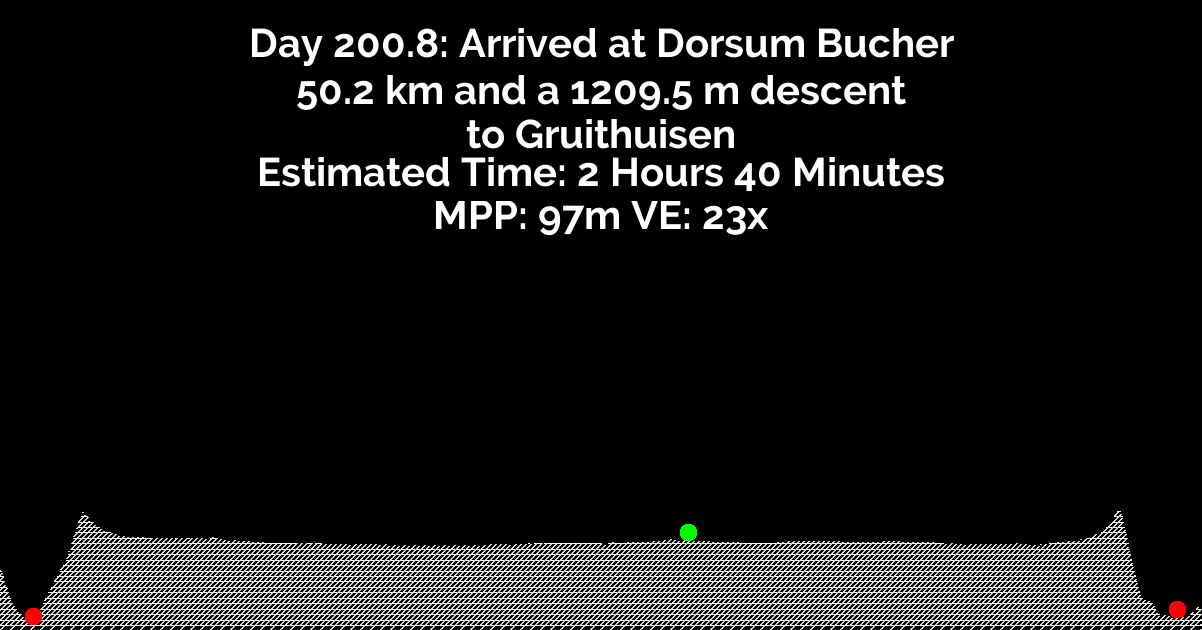 Day 200.8: Arrived at Dorsum Bucher
50.2 km and a 1209.5 m descent
to Gruithuisen
Estimated Time: 2 Hours 40 Minutes
MPP: 97m VE: 23x